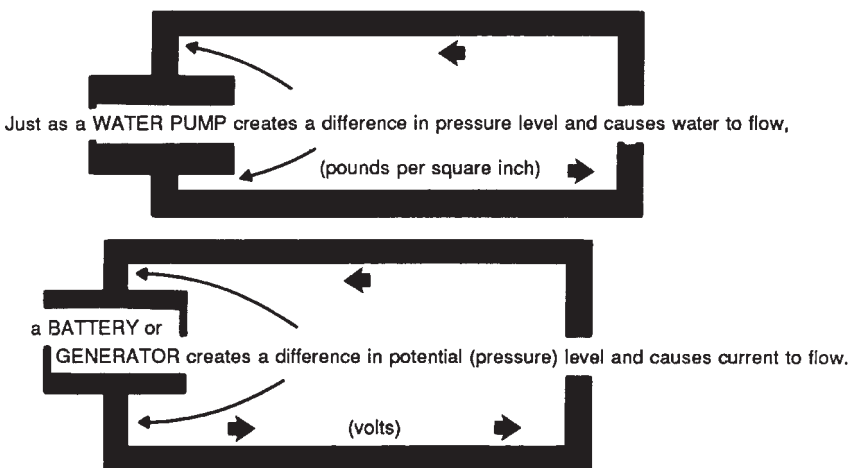 Just as a WATER PUMP creates a difference in pressure level and causes water to flow,
(pounds per square inch)
a BATTERY or
GENERATOR creates a difference in potential (pressure) level and causes current to flow.
(volts)